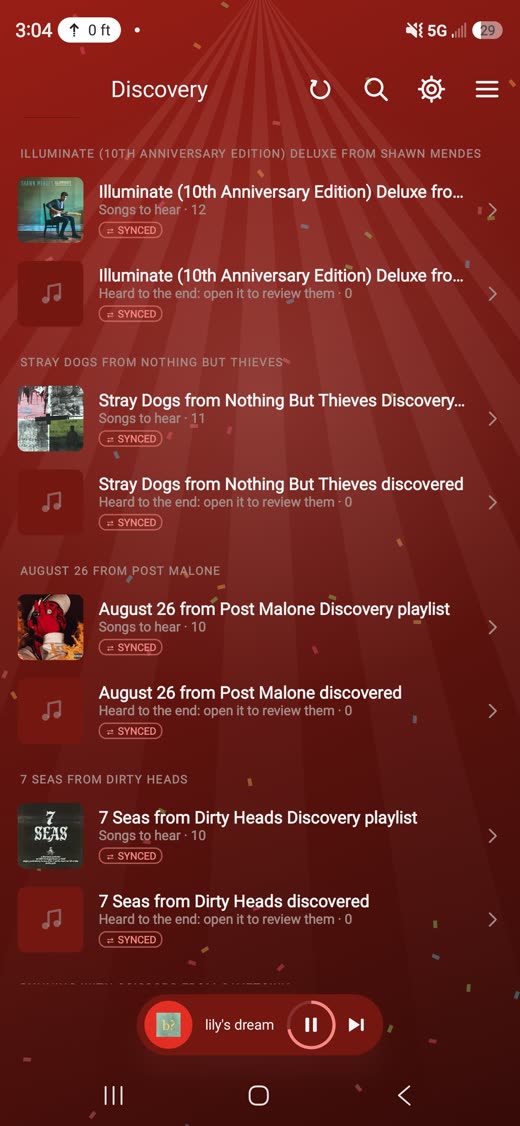 3:04
0 ft
5G
29
Discovery
ILLUMINATE (10TH ANNIVERSARY EDITION) DELUXE FROM SHAWN MENDES
Illuminate (10th Anniversary Edition) Deluxe fro...
Songs to hear · 12
SYNCED
Illuminate (10th Anniversary Edition) Deluxe fro...
Heard to the end: open it to review them · 0
SYNCED
STRAY DOGS FROM NOTHING BUT THIEVES
Stray Dogs from Nothing But Thieves Discovery...
Songs to hear · 11
SYNCED
Stray Dogs from Nothing But Thieves discovered
Heard to the end: open it to review them · 0
SYNCED
AUGUST 26 FROM POST MALONE
August 26 from Post Malone Discovery playlist
Songs to hear · 10
SYNCED
August 26 from Post Malone discovered
Heard to the end: open it to review them · 0
SYNCED
7 SEAS FROM DIRTY HEADS
7 Seas from Dirty Heads Discovery playlist
7
SEAS
Songs to hear · 10
SYNCED
7 Seas from Dirty Heads discovered
Heard to the end: open it to review them · 0
SYNCED
b?
lily's dream